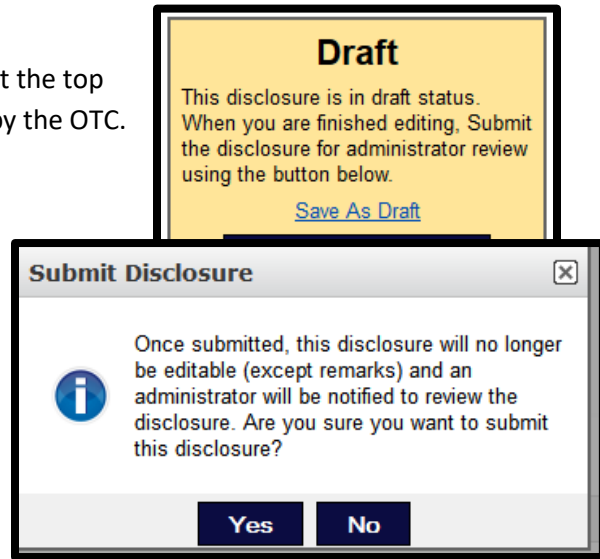 t the top
by the OTC.
Draft
This disclosure is in draft status.
When you are finished editing, Submit
the disclosure for administrator review
using the button below.
Save As Draft
Submit Disclosure
Once submitted, this disclosure will no longer
be editable (except remarks) and an
administrator will be notified to review the
disclosure. Are you sure you want to submit
this disclosure?
Yes No